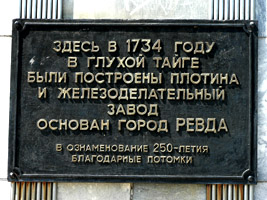 ЗДЕСЬ В 1734 ГОДУ
В ГЛУХОЙ ТАЙГЕ
БЫЛИ ПОСТРОЕНЫ ПЛОТИНА
И ЖЕЛЕЗОДЕЛАТЕЛЬНЫЙ
ЗАВОД
ОСНОВАН ГОРОД РЕВДА
В ОЗНАМЕНОВАНИЕ 250-ЛЕТИЯ
БЛАГОДАРНЫЕ ПОТОМКИ